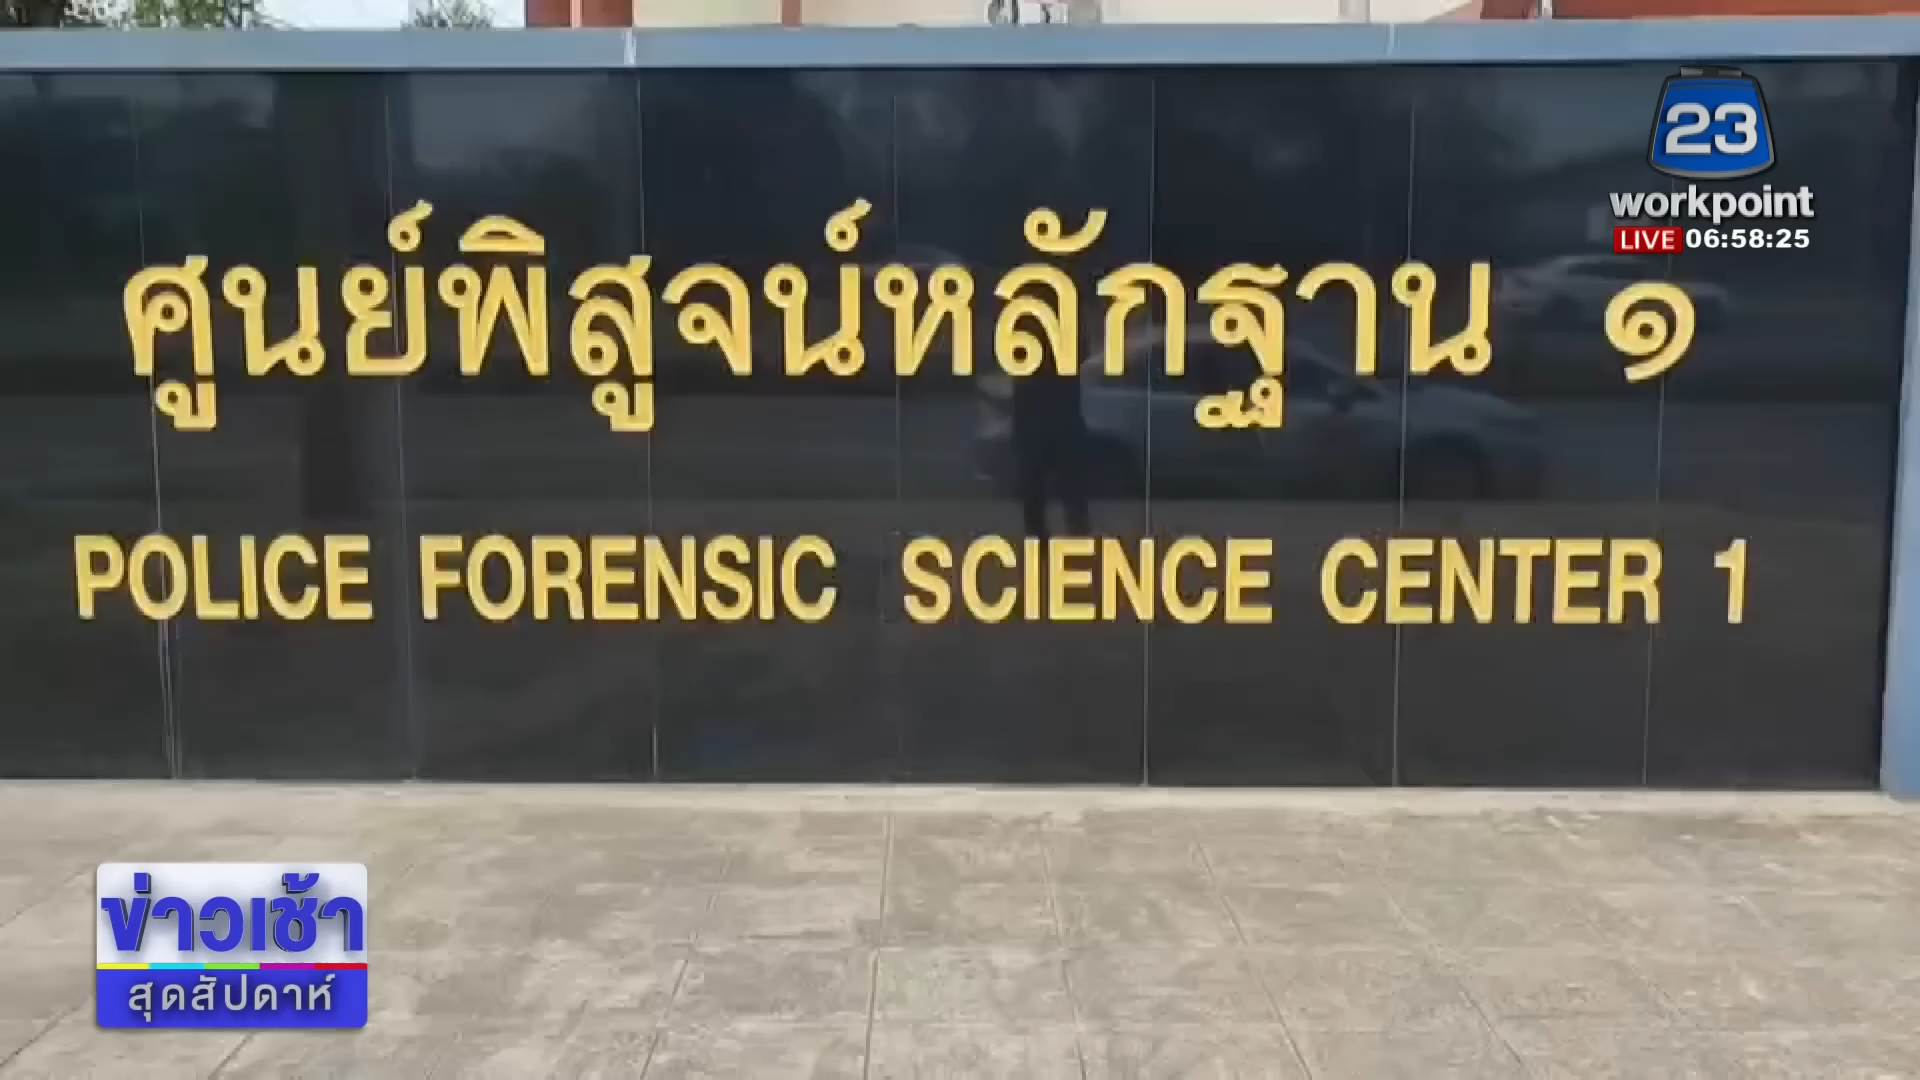 23
workpoint
LIVE 06:58:25
ศูนย์พิสูจน์หลักฐาน ๑
POLICE FORENSIC SCIENCE CENTER 1
ข่าวเช้า
สุดสัปดาห์